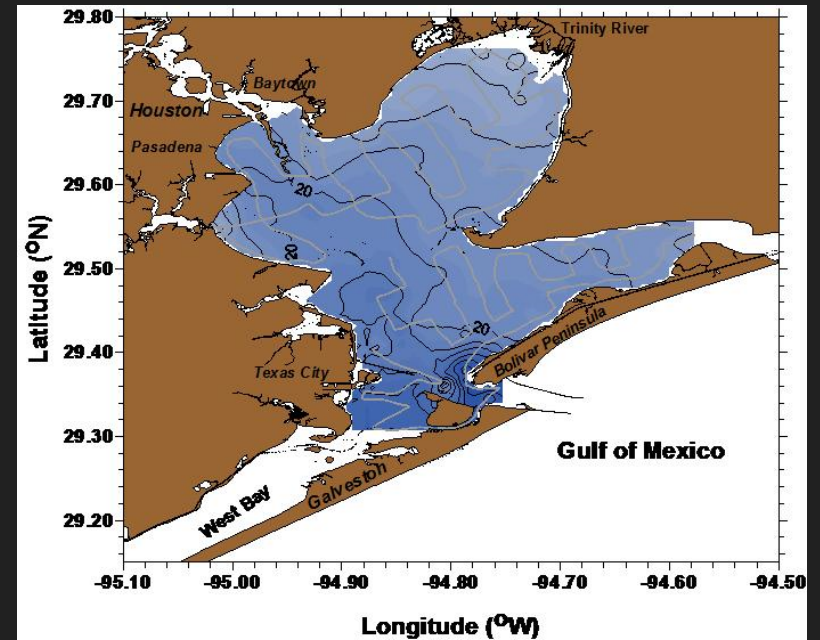 29.80
29.70
29.60
29.50
29.40
29.30
29.20
Latitude (ºN)
Trinity River
Baytown
Houston
Pasadena
20
20
20
Bolivar Peninsula
Texas City
Gulf of Mexico
Galveston
West Bay
-95.10 -95.00 -94.90 -94.80 -94.70 -94.60 -94.50
Longitude (ºW)